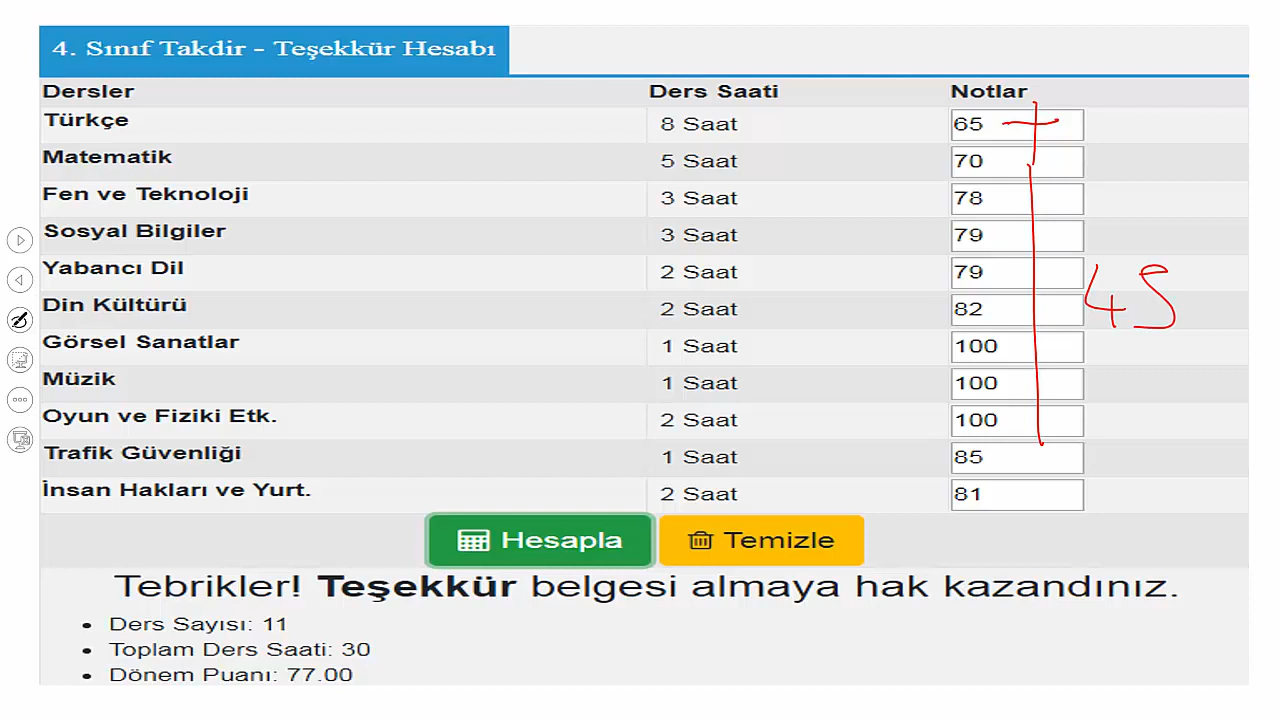 4. Sınıf Takdir - Teşekkür Hesabı
Dersler Ders Saati Notlar
Türkçe 8 Saat 65
Matematik 5 Saat 70
Fen ve Teknoloji 3 Saat 78
Sosyal Bilgiler 3 Saat 79
Yabancı Dil 2 Saat 79
Din Kültürü 2 Saat 82
45
Görsel Sanatlar 1 Saat 100
Müzik 1 Saat 100
Oyun ve Fiziki Etk. 2 Saat 100
Trafik Güvenliği 1 Saat 85
İnsan Hakları ve Yurt. 2 Saat 81
Hesapla Temizle
Tebrikler! Teşekkür belgesi almaya hak kazandınız.
• Ders Sayısı: 11
• Toplam Ders Saati: 30
• Dönem Puanı: 77.00